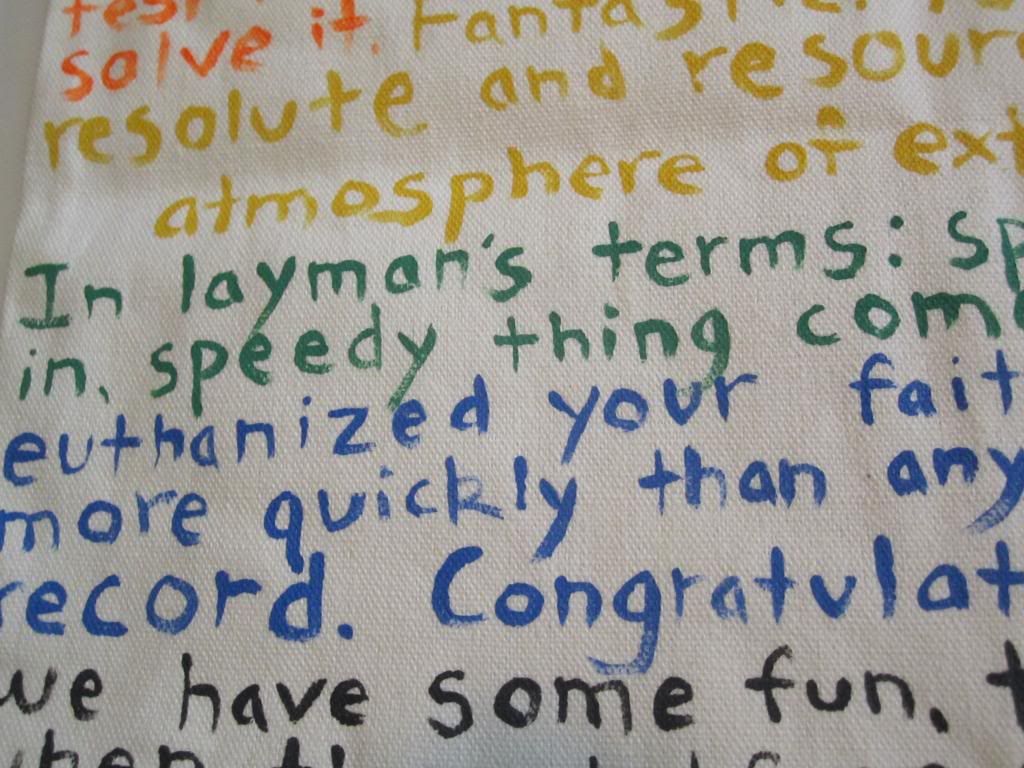 solve it. Fantastic.
resolute and resour
atmosphere of ext
In layman's terms: sp
in, speedy thing com
euthanized your fait
more quickly than any
record. Congratulat
we have some fun. t